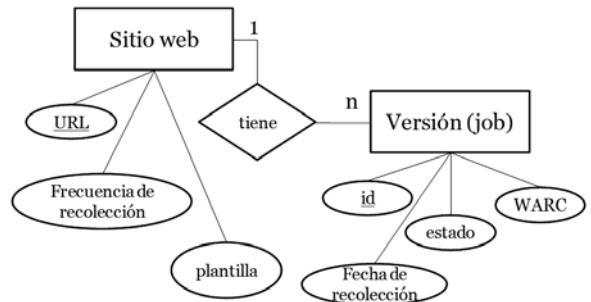 Sitio web
1
URL
tiene
n
Versión (job)
Frecuencia de
recolección
plantilla
id
estado
WARC
Fecha de
recolección